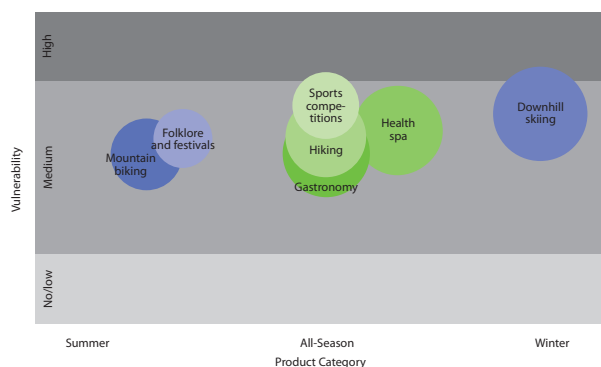 High
Medium
No/low
Vulnerability
Sports
compe-
titions
Hiking
Gastronomy
Health
spa
Downhill
skiing
Folklore
and festivals
Mountain
biking
Summer
All-Season
Winter
Product Category